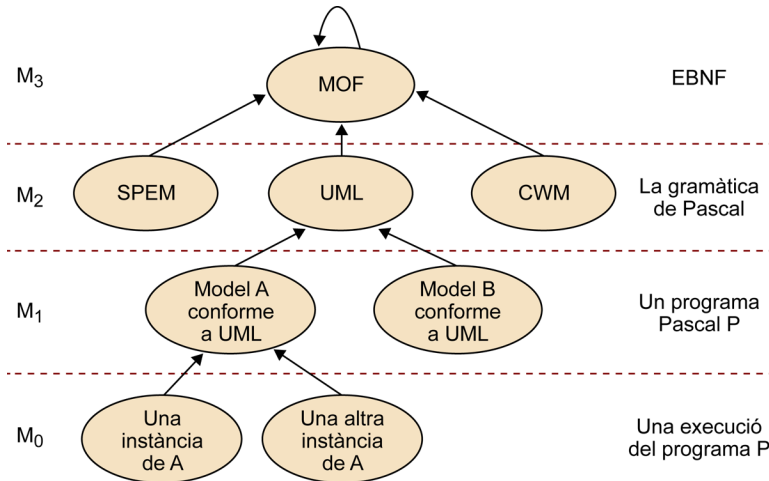 M3
MOF
EBNF
M2
SPEM
UML
CWM
La gramàtica
de Pascal
M1
Model A
conforme
a UML
Model B
conforme
a UML
Un programa
Pascal P
M0
Una
instància
de A
Una altra
instància
de A
Una execució
del programa P